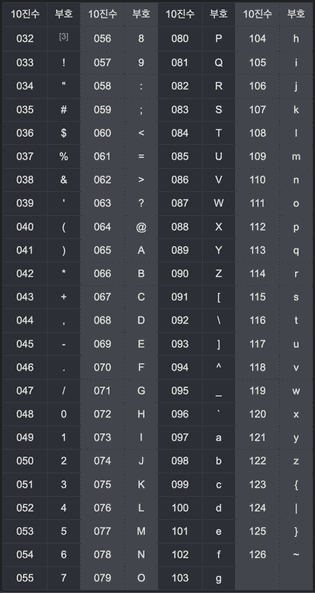 10진수 부호 10진수 부호 10진수 부호 10진수 부호
032 [3] 056 8 080 P 104 h
033 ! 057 9 081 Q 105 i
034 " 058 : 082 R 106 j
035 # 059 ; 083 S 107 k
036 $ 060 < 084 T 108 l
037 % 061 = 085 U 109 m
038 & 062 > 086 V 110 n
039 ' 063 ? 087 W 111 o
040 ( 064 @ 088 X 112 p
041 ) 065 A 089 Y 113 q
042 * 066 B 090 Z 114 r
043 + 067 C 091 [ 115 s
044 , 068 D 092 \ 116 t
045 - 069 E 093 ] 117 u
046 . 070 F 094 ^ 118 v
047 / 071 G 095 _ 119 w
048 0 072 H 096 ` 120 x
049 1 073 I 097 a 121 y
050 2 074 J 098 b 122 z
051 3 075 K 099 c 123 {
052 4 076 L 100 d 124 |
053 5 077 M 101 e 125 }
054 6 078 N 102 f 126 ~
055 7 079 O 103 g